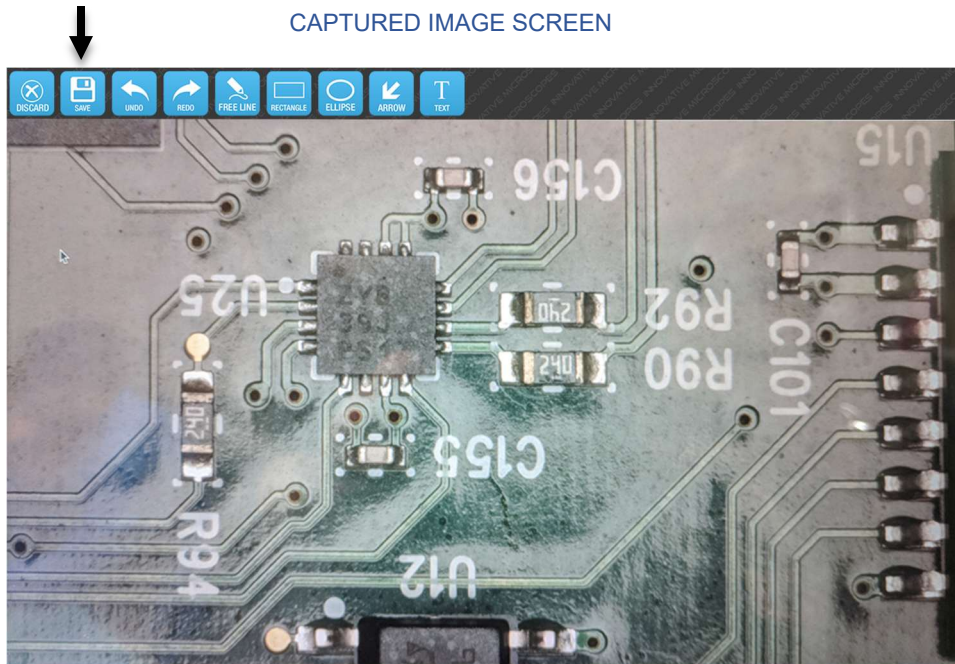 CAPTURED IMAGE SCREEN
DISCARD
SAVE
UNDO
REDO
FREE LINE
RECTANGLE
ELLIPSE
ARROW
T
TEXT
U15
C156
U25
R92
240
R90
240
C101
240
C155
R94
U12